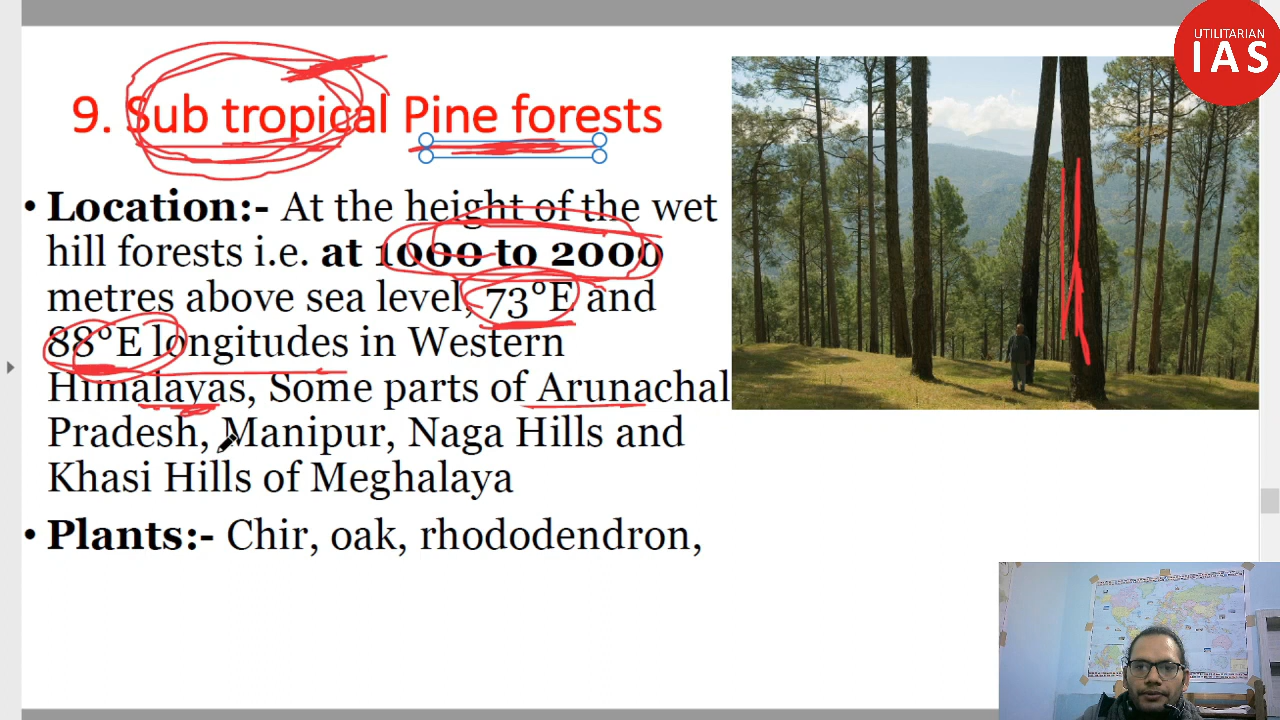 UTILITARIAN
IAS
9. Sub tropical Pine forests
• Location:- At the height of the wet
hill forests i.e. at 1000 to 2000
metres above sea level, 73°E and
88°E longitudes in Western
Himalayas, Some parts of Arunachal
Pradesh, Manipur, Naga Hills and
Khasi Hills of Meghalaya
• Plants:- Chir, oak, rhododendron,